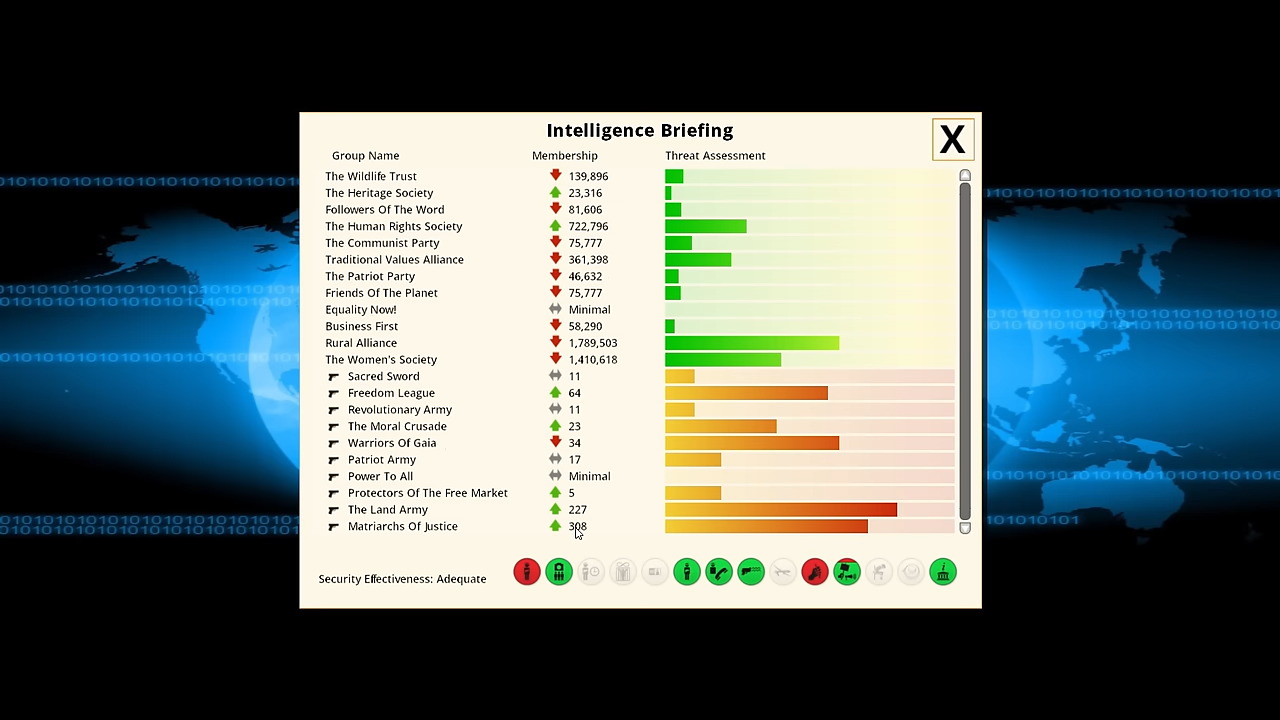 Intelligence Briefing
X
Group Name Membership Threat Assessment
The Wildlife Trust 139,896
The Heritage Society 23,316
Followers Of The Word 81,606
The Human Rights Society 722,796
The Communist Party 75,777
Traditional Values Alliance 361,398
The Patriot Party 46,632
Friends Of The Planet 75,777
Equality Now! Minimal
Business First 58,290
Rural Alliance 1,789,503
The Women's Society 1,410,618
Sacred Sword 11
Freedom League 64
Revolutionary Army 11
The Moral Crusade 23
Warriors Of Gaia 34
Patriot Army 17
Power To All Minimal
Protectors Of The Free Market 5
The Land Army 227
Matriarchs Of Justice 308
Security Effectiveness: Adequate